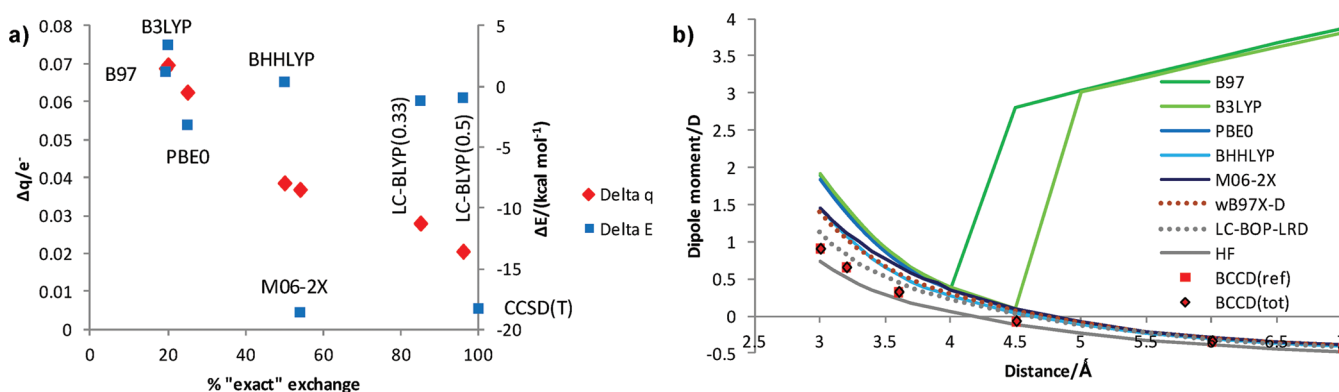 a)
0.08
0.07
0.06
0.05
0.04
0.03
0.02
0.01
0
Δq/e-
B3LYP
B97
PBE0
BHHLYP
M06-2X
LC-BLYP(0.33)
LC-BLYP(0.5)
CCSD(T)
5
0
-5
-10
-15
-20
ΔE/(kcal mol-1)
0 20 40 60 80 100
% "exact" exchange
Delta q
Delta E
b)
4
3.5
3
2.5
2
1.5
1
0.5
0
-0.5
Dipole moment/D
2.5 3 3.5 4 4.5 5 5.5 6 6.5 7
Distance/Å
B97
B3LYP
PBE0
BHHLYP
M06-2X
wB97X-D
LC-BOP-LRD
HF
BCCD(ref)
BCCD(tot)